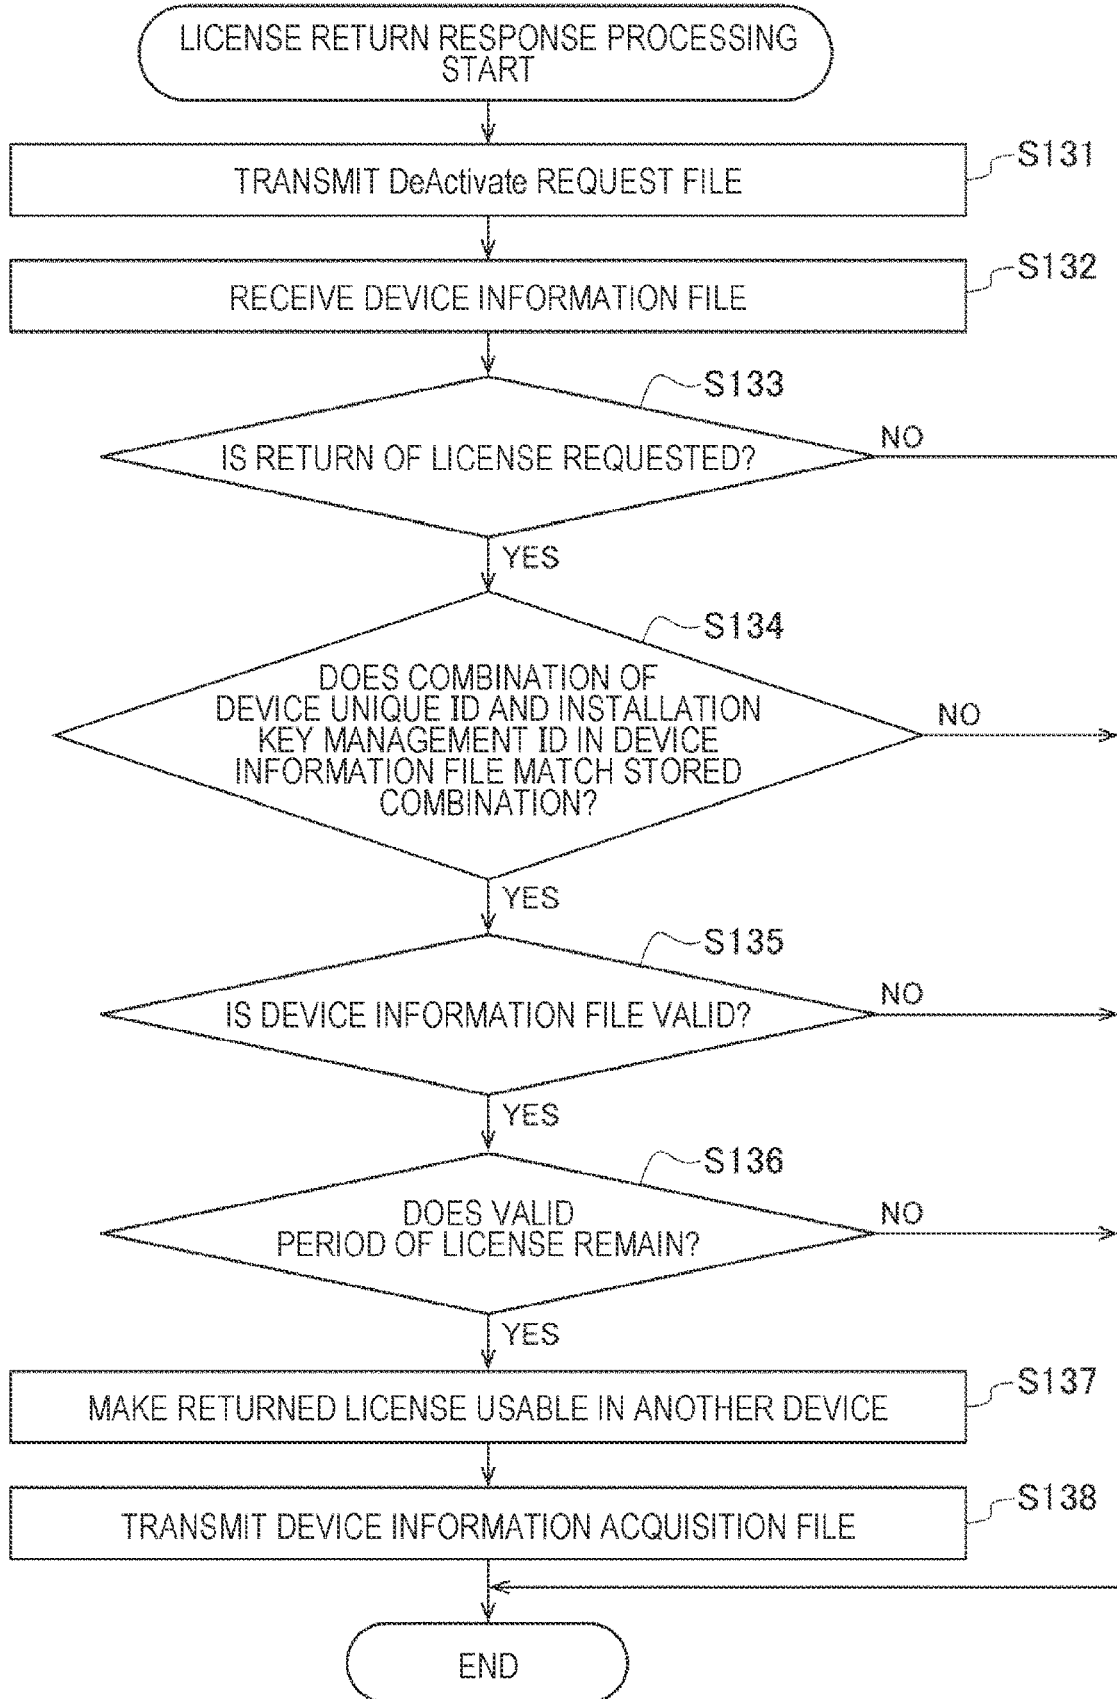 LICENSE RETURN RESPONSE PROCESSING
START
S131
TRANSMIT DeActivate REQUEST FILE
S132
RECEIVE DEVICE INFORMATION FILE
S133
IS RETURN OF LICENSE REQUESTED?
NO
YES
S134
DOES COMBINATION OF
DEVICE UNIQUE ID AND INSTALLATION
KEY MANAGEMENT ID IN DEVICE
INFORMATION FILE MATCH STORED
COMBINATION?
NO
YES
S135
IS DEVICE INFORMATION FILE VALID?
NO
YES
S136
DOES VALID
PERIOD OF LICENSE REMAIN?
NO
YES
S137
MAKE RETURNED LICENSE USABLE IN ANOTHER DEVICE
S138
TRANSMIT DEVICE INFORMATION ACQUISITION FILE
END